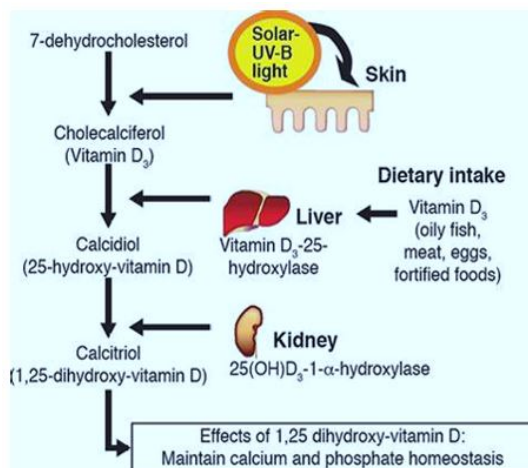 7-dehydrocholesterol
Solar-
UV-B
light
Skin
Cholecalciferol
(Vitamin D₃)
Dietary intake
Vitamin D₃
(oily fish,
meat, eggs,
fortified foods)
Liver
Vitamin D₃-25-
hydroxylase
Calcidiol
(25-hydroxy-vitamin D)
Kidney
25(OH)D₃-1-α-hydroxylase
Calcitriol
(1,25-dihydroxy-vitamin D)
Effects of 1,25 dihydroxy-vitamin D:
Maintain calcium and phosphate homeostasis